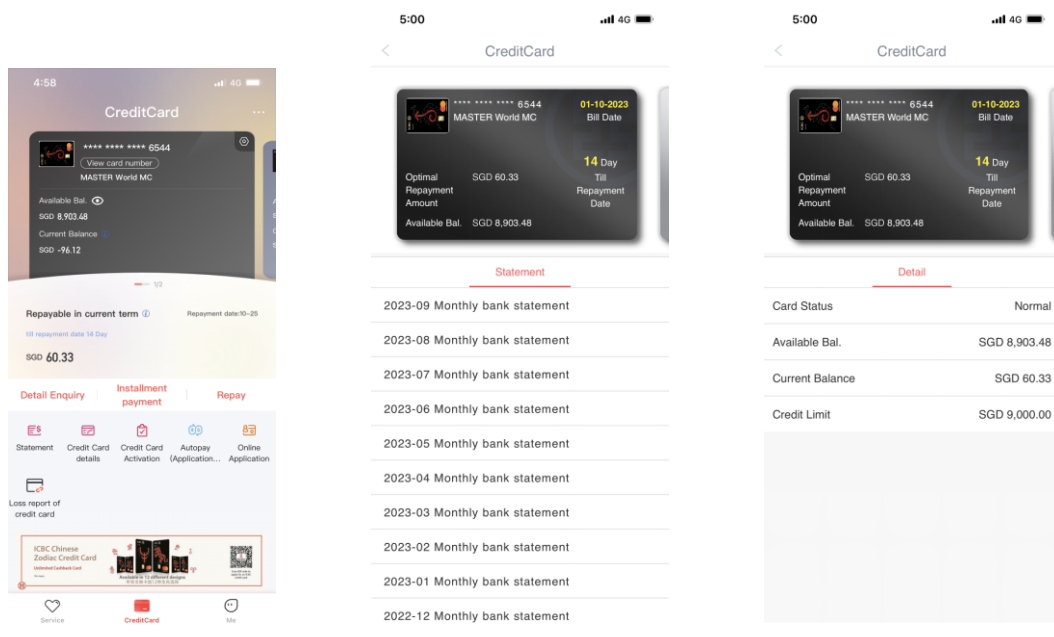 4:58
4G
CreditCard
**** **** **** 6544
View card number
MASTER World MC
Available Bal.
SGD 8,903.48
Current Balance
SGD -96.12
1/2
Repayable in current term
Repayment date:10-25
till repayment date 14 Day
SGD 60.33
Detail Enquiry
Installment
payment
Repay
Statement
Credit Card
details
Credit Card
Activation
Autopay
(Application...
Online
Application
Loss report of
credit card
ICBC Chinese
Zodiac Credit Card
Unlimited Cashback Card
Available in 12 different designs
Service
CreditCard
Me
5:00
4G
CreditCard
**** **** **** 6544
MASTER World MC
01-10-2023
Bill Date
14 Day
Till
Repayment
Date
Optimal
Repayment
Amount
SGD 60.33
Available Bal. SGD 8,903.48
Statement
2023-09 Monthly bank statement
2023-08 Monthly bank statement
2023-07 Monthly bank statement
2023-06 Monthly bank statement
2023-05 Monthly bank statement
2023-04 Monthly bank statement
2023-03 Monthly bank statement
2023-02 Monthly bank statement
2023-01 Monthly bank statement
2022-12 Monthly bank statement
5:00
4G
CreditCard
**** **** **** 6544
MASTER World MC
01-10-2023
Bill Date
14 Day
Till
Repayment
Date
Optimal
Repayment
Amount
SGD 60.33
Available Bal. SGD 8,903.48
Detail
Card Status Normal
Available Bal. SGD 8,903.48
Current Balance SGD 60.33
Credit Limit SGD 9,000.00